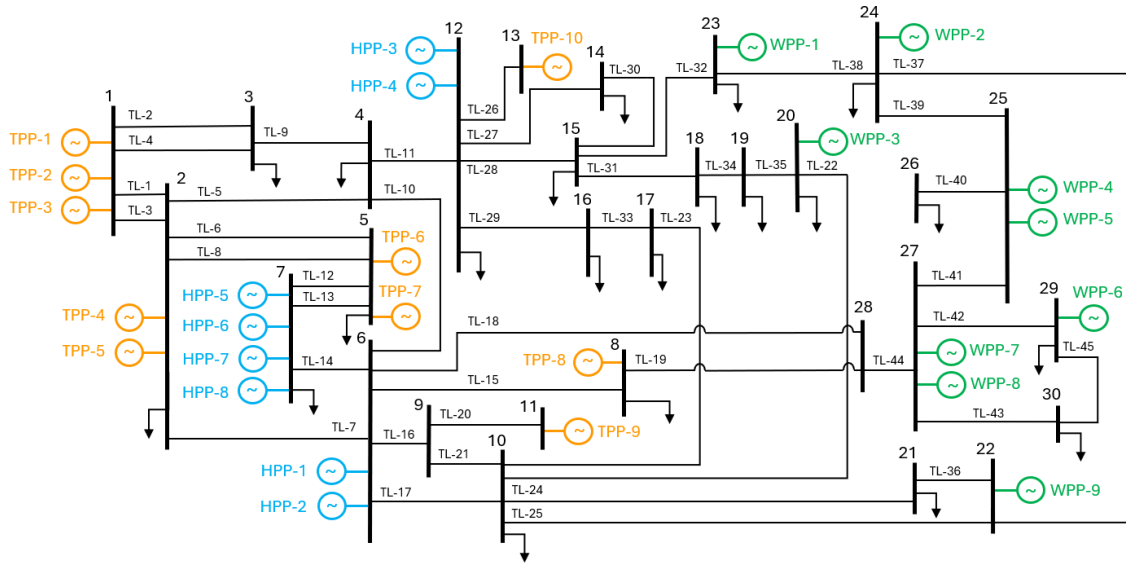 12
HPP-3
~
HPP-4
~
13
TPP-10
~
14
TL-30
23
~
WPP-1
24
~
WPP-2
TL-32
TL-38
TL-37
TL-26
TL-27
TL-28
TL-39
25
1
TL-2
3
TPP-1
~
TL-4
TL-9
4
TL-11
TPP-2
~
TPP-3
~
TL-1
TL-3
2
TL-5
TL-10
15
TL-31
18
TL-34
19
TL-35
20
~
WPP-3
TL-22
26
TL-40
~
WPP-4
~
WPP-5
TL-29
16
TL-33
17
TL-23
TL-6
TL-8
5
TPP-6
~
TPP-7
~
7
TL-12
TL-13
HPP-5
~
HPP-6
~
HPP-7
~
HPP-8
~
TL-14
TPP-4
~
TPP-5
~
6
TL-18
28
27
TL-41
TL-42
29
WPP-6
~
TL-45
~
WPP-7
~
WPP-8
TL-44
TL-43
30
TPP-8
~
8
TL-19
TL-15
9
TL-20
11
~
TPP-9
TL-7
TL-16
TL-21
10
HPP-1
~
HPP-2
~
TL-17
TL-24
TL-25
21
TL-36
22
~
WPP-9